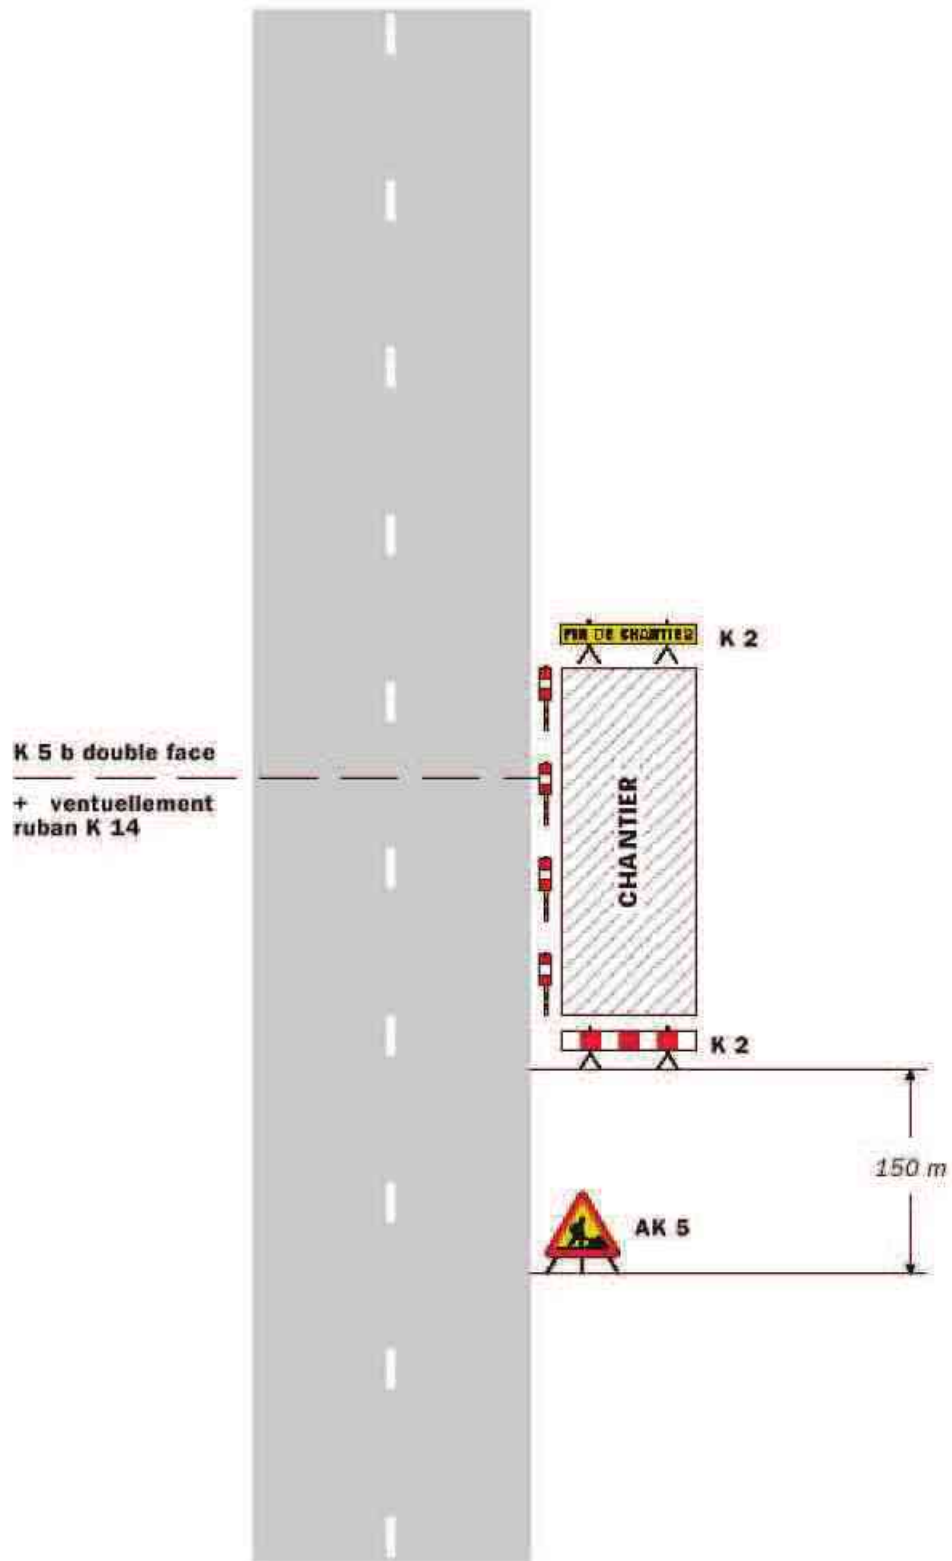 FIN DE CHANTIER
K 2
K 5 b double face
+ ventuellement
ruban K 14
CHANTIER
K 2
150 m
AK 5